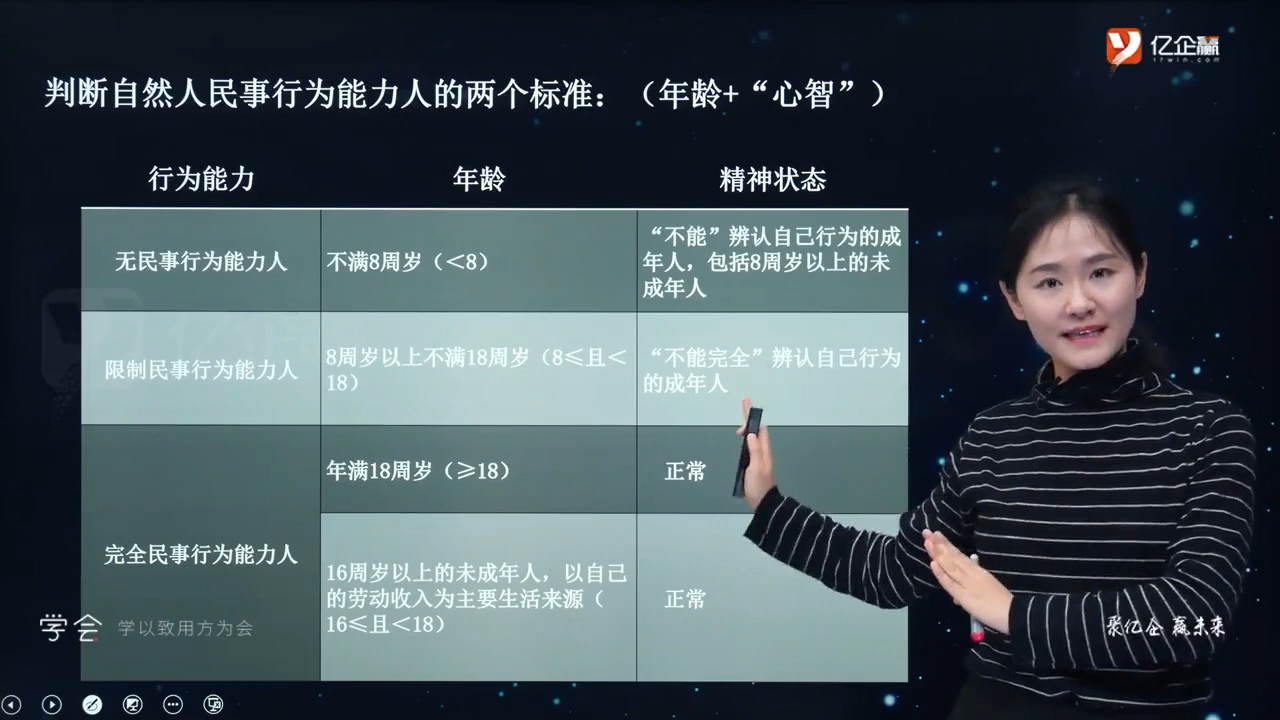 亿企赢
17win.com
判断自然人民事行为能力人的两个标准：（年龄+“心智”）
行为能力
年龄
精神状态
无民事行为能力人
不满8周岁（＜8）
“不能”辨认自己行为的成
年人，包括8周岁以上的未
成年人
限制民事行为能力人
8周岁以上不满18周岁（8≤且＜
18）
“不能完全”辨认自己行为
的成年人
完全民事行为能力人
年满18周岁（≥18）
正常
16周岁以上的未成年人，以自己
的劳动收入为主要生活来源（
16≤且＜18）
正常
学会
学以致用方为会
聚亿企 赢未来